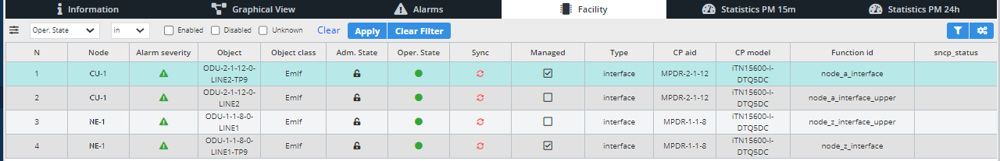 Information Graphical View Alarms Facility Statistics PM 15m Statistics PM 24h
Oper. State in Enabled Disabled Unknown Clear Apply Clear Filter
N Node Alarm severity Object Object class Adm. State Oper. State Sync Managed Type CP aid CP model Function id sncp_status
1 CU-1 ODU-2-1-12-0-LINE2-TP9 EmIf interface MPDR-2-1-12 iTN15600-I-DTQ5DC node_a_interface
2 CU-1 ODU-2-1-12-0-LINE2 EmIf interface MPDR-2-1-12 iTN15600-I-DTQ5DC node_a_interface_upper
3 NE-1 ODU-1-1-8-0-LINE1 EmIf interface MPDR-1-1-8 iTN15600-I-DTQ5DC node_z_interface_upper
4 NE-1 ODU-1-1-8-0-LINE1-TP9 EmIf interface MPDR-1-1-8 iTN15600-I-DTQ5DC node_z_interface